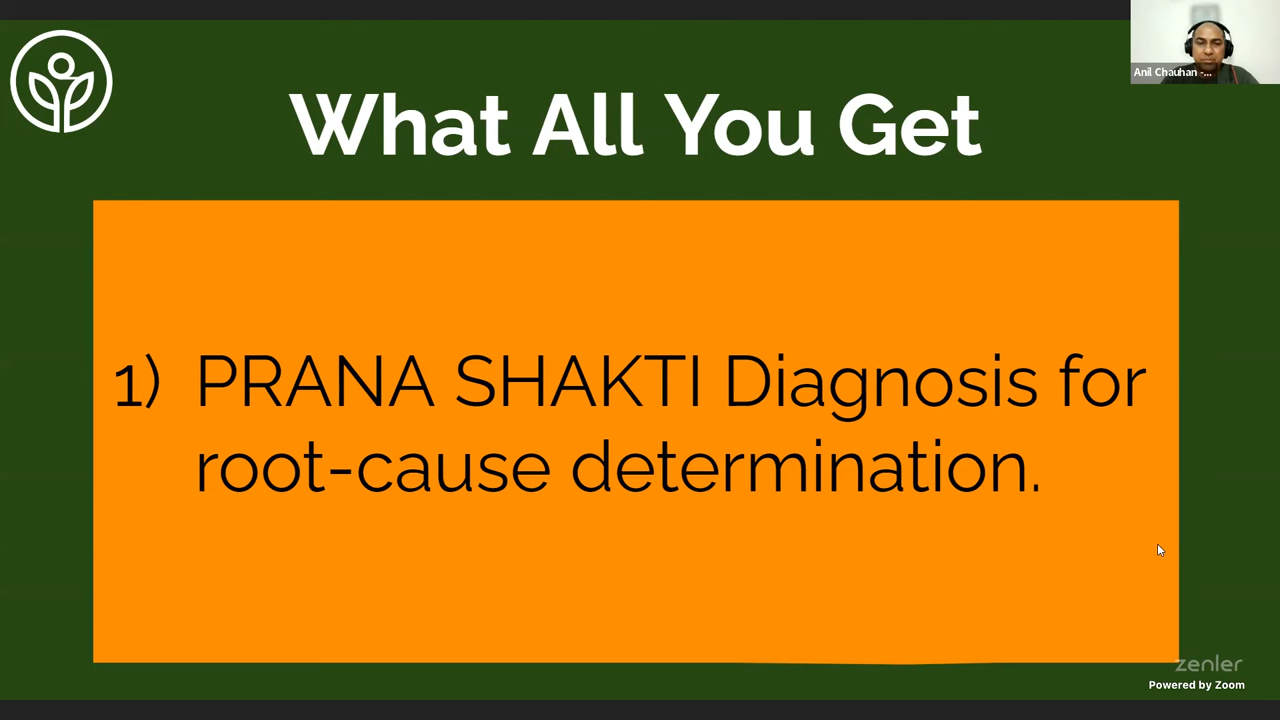 Anil Chauhan -...
What All You Get
1) PRANA SHAKTI Diagnosis for
root-cause determination.
zenler
Powered by Zoom